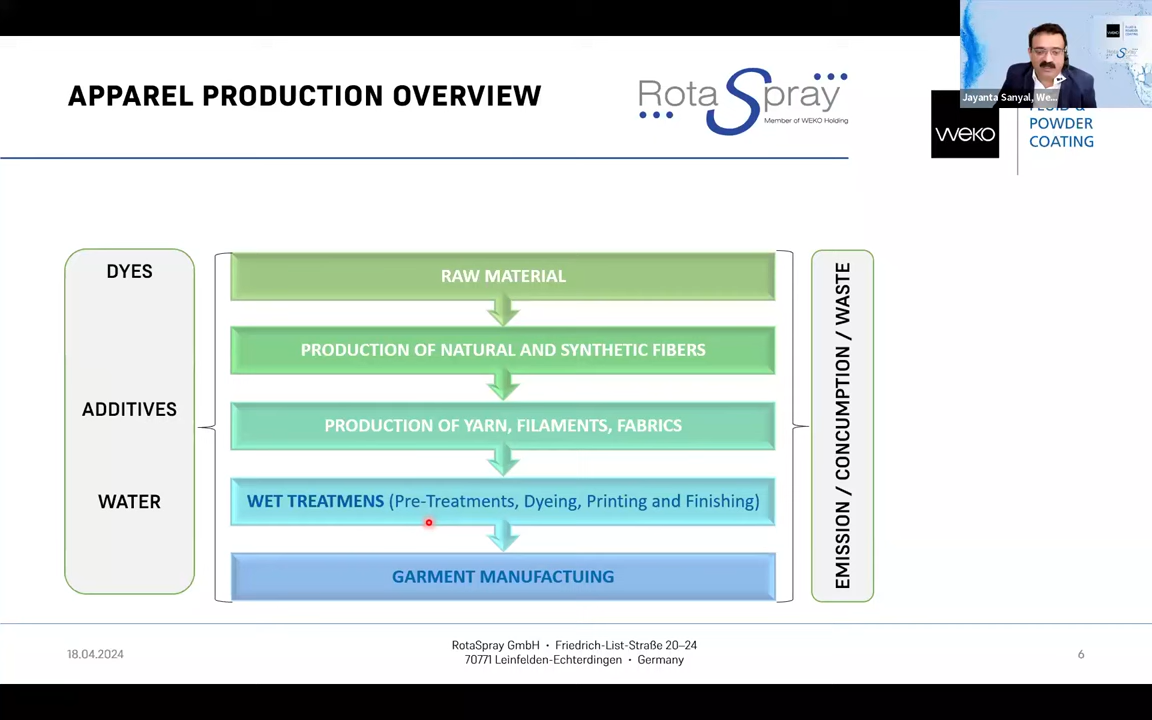 APPAREL PRODUCTION OVERVIEW
RotaSpray
Member of WEKO Holding
WEKO
FLUID &
POWDER
COATING
Jayanta Sanyal, We...
DYES
ADDITIVES
WATER
RAW MATERIAL
PRODUCTION OF NATURAL AND SYNTHETIC FIBERS
PRODUCTION OF YARN, FILAMENTS, FABRICS
WET TREATMENS (Pre-Treatments, Dyeing, Printing and Finishing)
GARMENT MANUFACTUING
EMISSION / CONCUMPTION / WASTE
18.04.2024
RotaSpray GmbH • Friedrich-List-Straße 20–24
70771 Leinfelden-Echterdingen • Germany
6